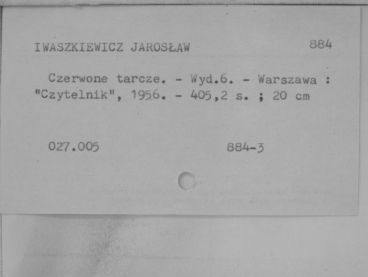 IWASZKIEWICZ JAROSŁAW 884
Czerwone tarcze. - Wyd.6. - Warszawa :
"Czytelnik", 1956. - 405,2 s. ; 20 cm
027.005 884-3